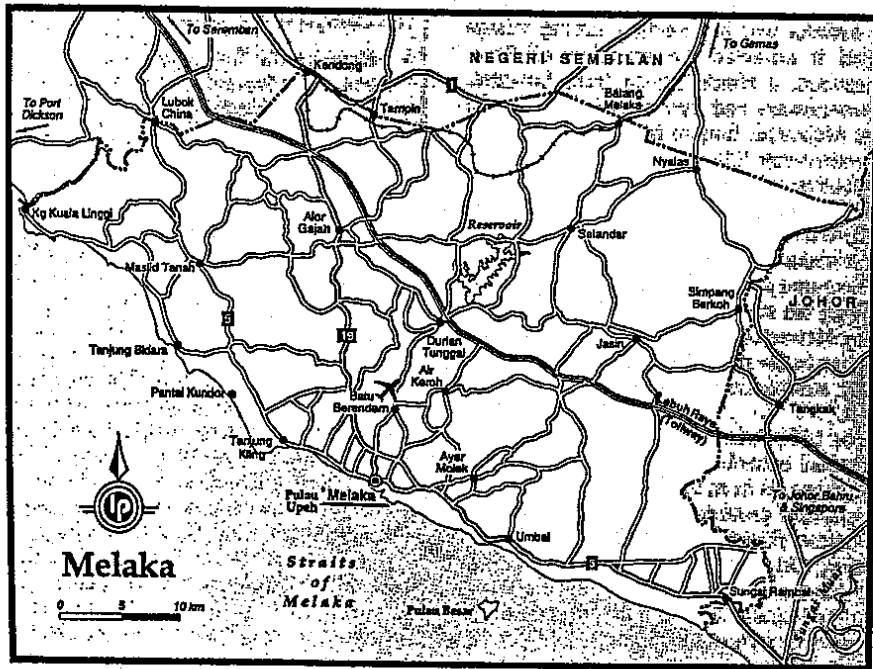 To Seremban
NEGERI SEMBILAN
To Gemas
Kendong
1
To Port
Dickson
Lubok
China
Tampin
Batang
Melaka
Nyalas
Kg Kuala Linggi
Alor
Gajah
Reservoir
Selandar
Masjid Tanah
Simpang
Berkoh
JOHOR
5
19
Durian
Tunggal
Jasin
Tanjung Bidara
Air
Keroh
Pantai Kundor
Batu
Berendam
Lebuh Raya
(Tollway)
Tangkak
Tanjung
Kling
Ayer
Molek
Pulau
Upeh
Melaka
To Johor Bahru
& Singapore
LP
Umbai
Melaka
Straits
of
Melaka
5
0 5 10 km
Pulau Besar
Sungai Rambai